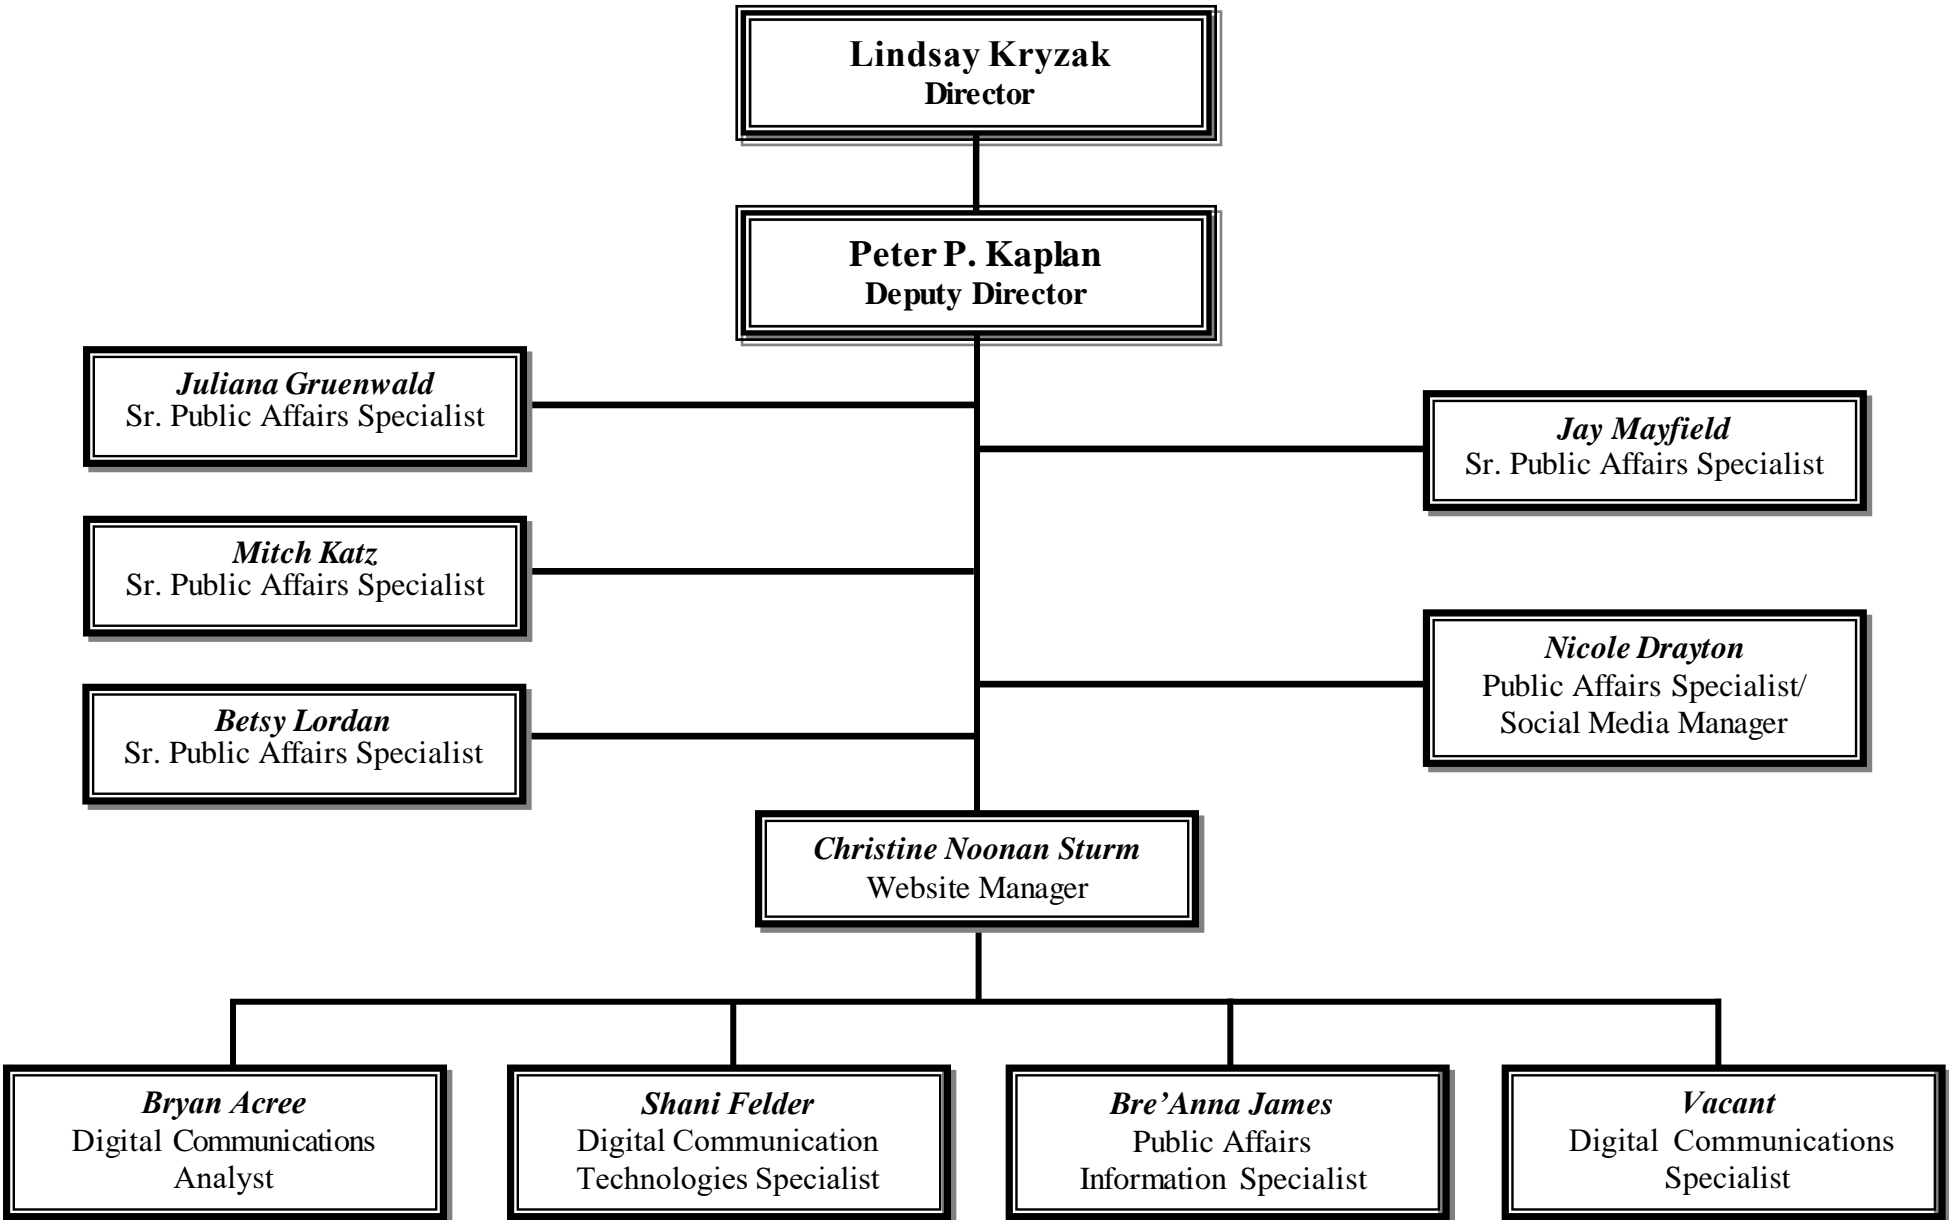 Lindsay Kryzak
Director
Peter P. Kaplan
Deputy Director
Juliana Gruenwald
Sr. Public Affairs Specialist
Jay Mayfield
Sr. Public Affairs Specialist
Mitch Katz
Sr. Public Affairs Specialist
Nicole Drayton
Public Affairs Specialist/
Social Media Manager
Betsy Lordan
Sr. Public Affairs Specialist
Christine Noonan Sturm
Website Manager
Bryan Acree
Digital Communications
Analyst
Shani Felder
Digital Communication
Technologies Specialist
Bre’Anna James
Public Affairs
Information Specialist
Vacant
Digital Communications
Specialist